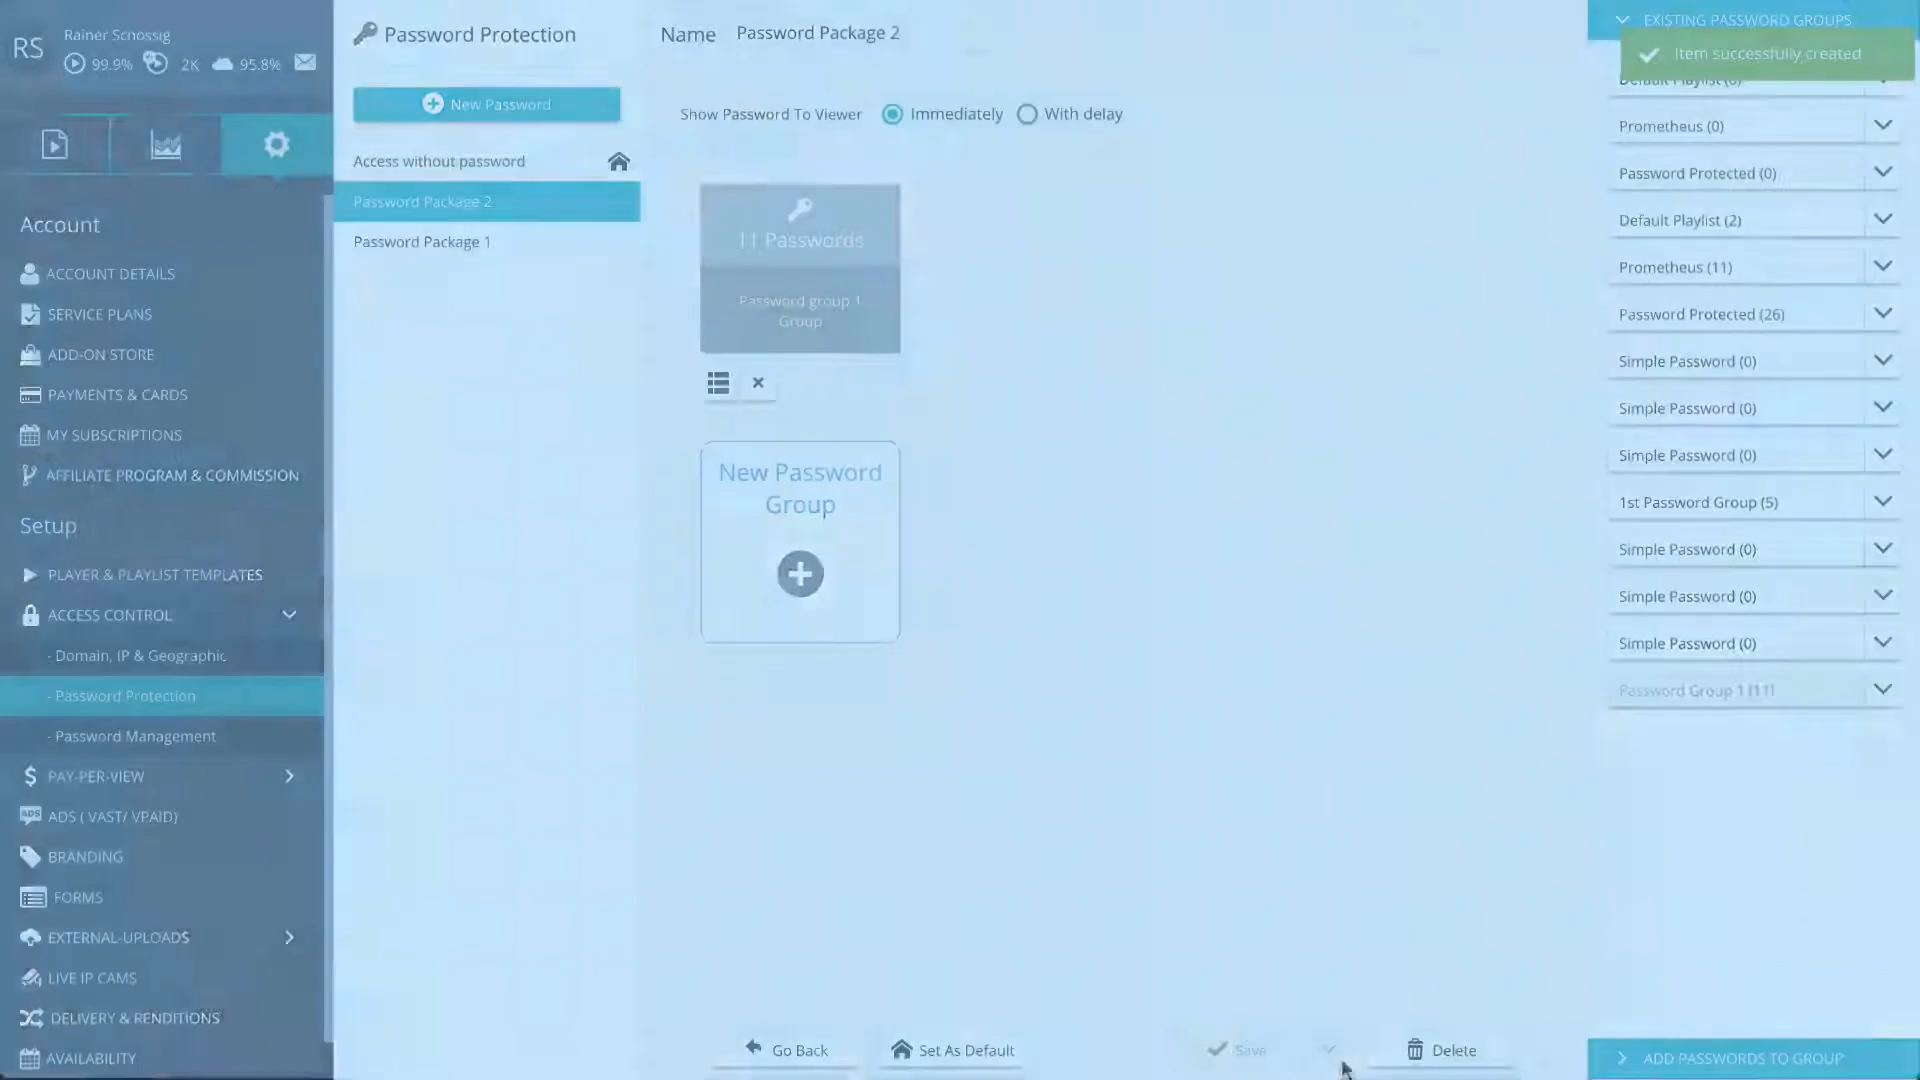 RS
Rainer Schossig
99.9%
2K
95.8%
Account
ACCOUNT DETAILS
SERVICE PLANS
ADD-ON STORE
PAYMENTS & CARDS
MY SUBSCRIPTIONS
AFFILIATE PROGRAM & COMMISSION
Setup
PLAYER & PLAYLIST TEMPLATES
ACCESS CONTROL
- Domain, IP & Geographic
- Password Protection
- Password Management
PAY-PER-VIEW
ADS ( VAST/ VPAID)
BRANDING
FORMS
EXTERNAL-UPLOADS
LIVE IP CAMS
DELIVERY & RENDITIONS
AVAILABILITY
Password Protection
New Password
Access without password
Password Package 2
Password Package 1
Name Password Package 2
Show Password To Viewer Immediately With delay
11 Passwords
Password group 1
Group
New Password
Group
Go Back
Set As Default
Save
Delete
EXISTING PASSWORD GROUPS
Item successfully created
Default Playlist (0)
Prometheus (0)
Password Protected (0)
Default Playlist (2)
Prometheus (11)
Password Protected (26)
Simple Password (0)
Simple Password (0)
Simple Password (0)
1st Password Group (5)
Simple Password (0)
Simple Password (0)
Simple Password (0)
Password Group 1 (11)
ADD PASSWORDS TO GROUP